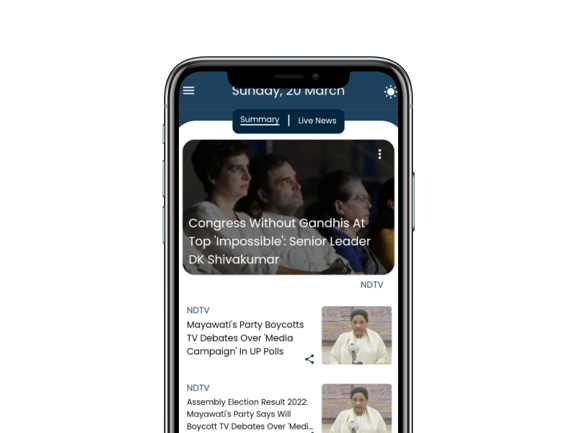 Sunday, 20 March
Summary | Live News
Congress Without Gandhis At
Top 'Impossible': Senior Leader
DK Shivakumar
NDTV
NDTV
Mayawati's Party Boycotts
TV Debates Over 'Media
Campaign' In UP Polls
NDTV
Assembly Election Result 2022:
Mayawati's Party Says Will
Boycott TV Debates Over 'Medi...